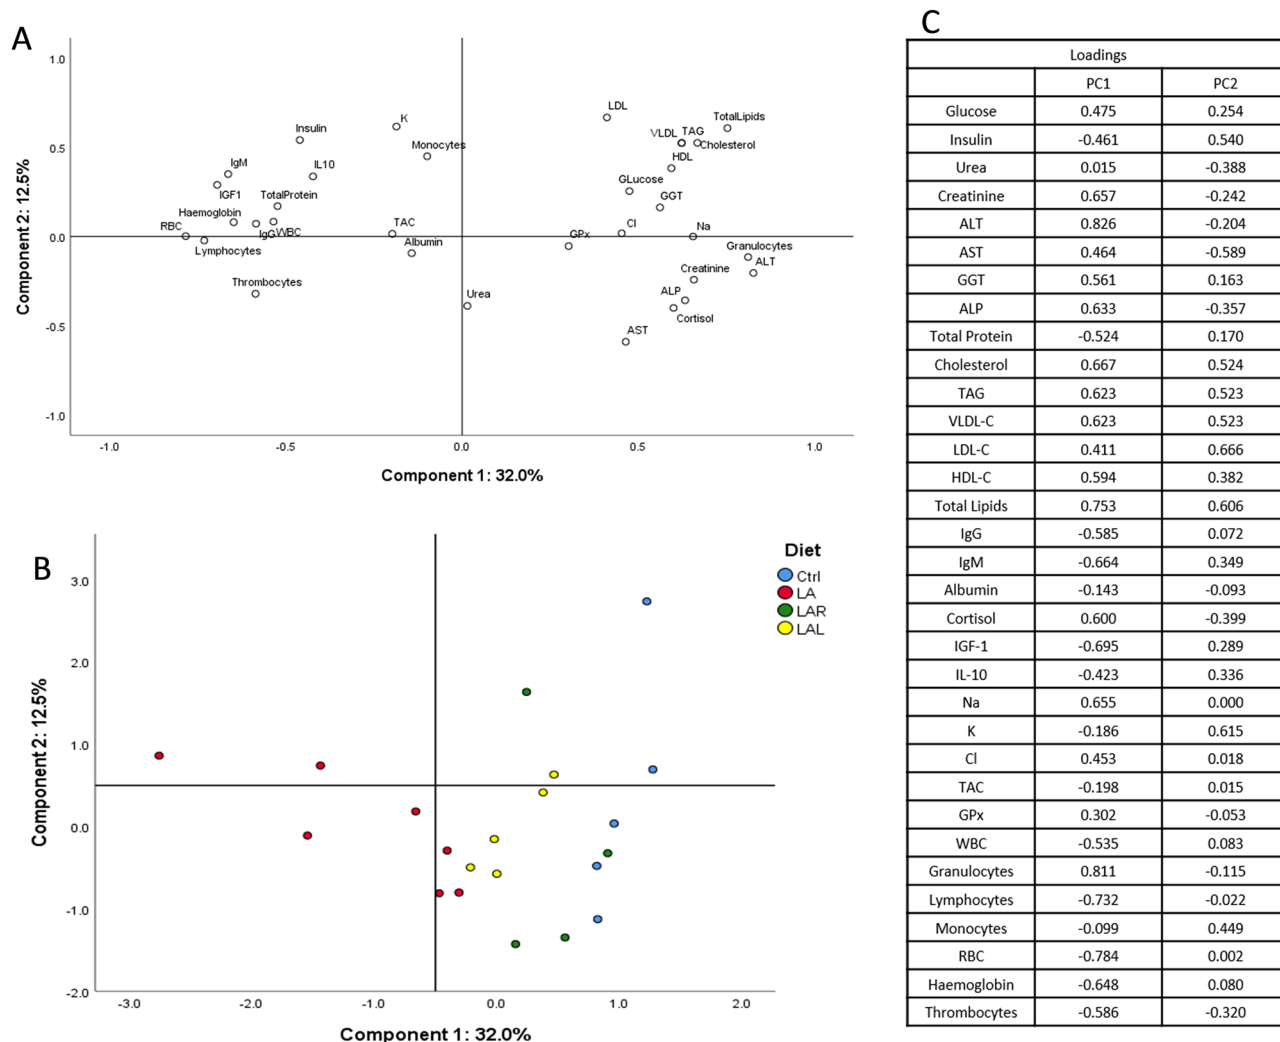 A
1.0
0.5
0.0
-0.5
-1.0
Component 2: 12.5%
LDL
K
TotalLipids
Insulin
VLDL TAG
Cholesterol
Monocytes
HDL
IgM
IL10
GLucose
IGF1
TotalProtein
GGT
Haemoglobin
RBC
IgG WBC
TAC
Cl
Na
GPx
Lymphocytes
Albumin
Granulocytes
ALT
Thrombocytes
Creatinine
Urea
ALP
Cortisol
AST
-1.0 -0.5 0.0 0.5 1.0
Component 1: 32.0%
B
Diet
Ctrl
LA
LAR
LAL
3.0
2.0
1.0
0.0
-1.0
-2.0
Component 2: 12.5%
-3.0 -2.0 -1.0 0.0 1.0 2.0
Component 1: 32.0%
C
Loadings
PC1 PC2
Glucose 0.475 0.254
Insulin -0.461 0.540
Urea 0.015 -0.388
Creatinine 0.657 -0.242
ALT 0.826 -0.204
AST 0.464 -0.589
GGT 0.561 0.163
ALP 0.633 -0.357
Total Protein -0.524 0.170
Cholesterol 0.667 0.524
TAG 0.623 0.523
VLDL-C 0.623 0.523
LDL-C 0.411 0.666
HDL-C 0.594 0.382
Total Lipids 0.753 0.606
IgG -0.585 0.072
IgM -0.664 0.349
Albumin -0.143 -0.093
Cortisol 0.600 -0.399
IGF-1 -0.695 0.289
IL-10 -0.423 0.336
Na 0.655 0.000
K -0.186 0.615
Cl 0.453 0.018
TAC -0.198 0.015
GPx 0.302 -0.053
WBC -0.535 0.083
Granulocytes 0.811 -0.115
Lymphocytes -0.732 -0.022
Monocytes -0.099 0.449
RBC -0.784 0.002
Haemoglobin -0.648 0.080
Thrombocytes -0.586 -0.320